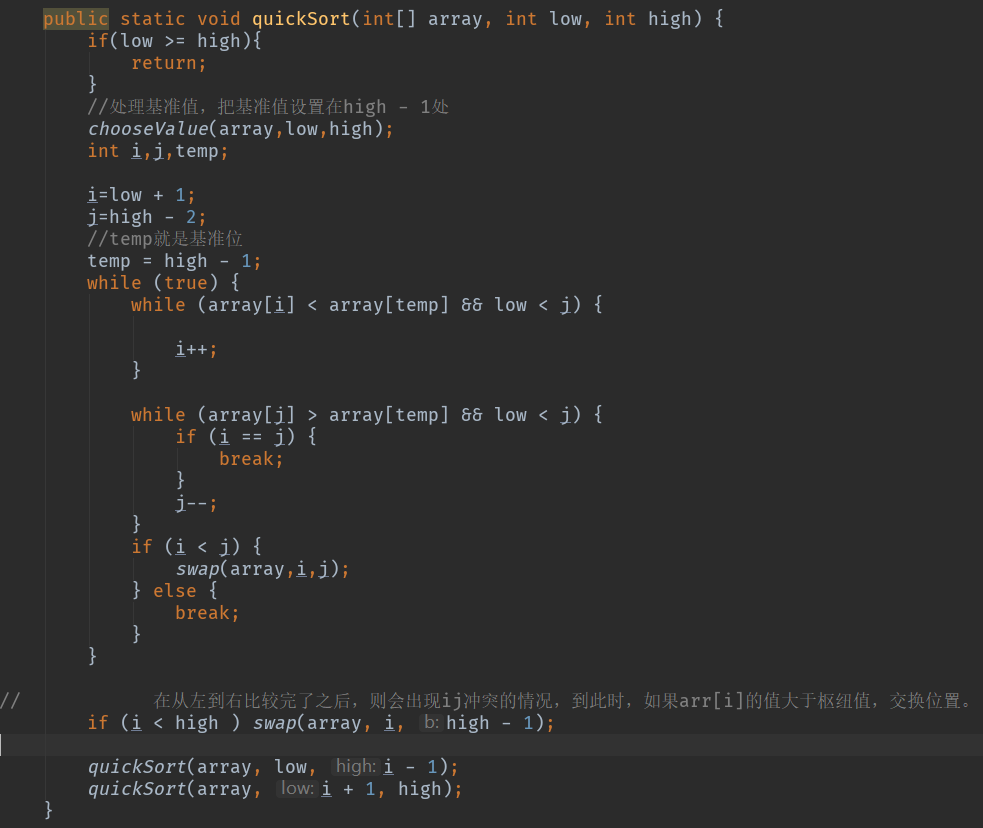 public static void quickSort(int[] array, int low, int high) {
if(low >= high){
return;
}
//处理基准值，把基准值设置在high - 1处
chooseValue(array,low,high);
int i,j,temp;
i=low + 1;
j=high - 2;
//temp就是基准位
temp = high - 1;
while (true) {
while (array[i] < array[temp] && low < j) {
i++;
}
while (array[j] > array[temp] && low < j) {
if (i == j) {
break;
}
j--;
}
if (i < j) {
swap(array,i,j);
} else {
break;
}
}
// 在从左到右比较完了之后，则会出现ij冲突的情况，到此时，如果arr[i]的值大于枢纽值，交换位置。
if (i < high ) swap(array, i, b: high - 1);
quickSort(array, low, high: i - 1);
quickSort(array, low: i + 1, high);
}